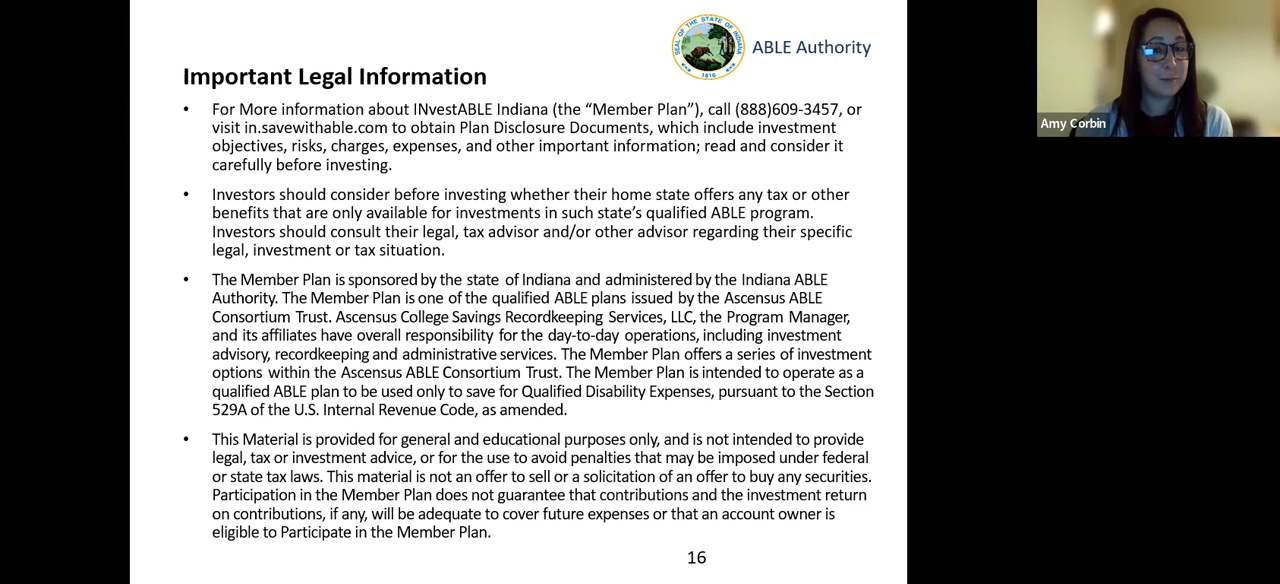 SEAL OF THE STATE OF INDIANA
1816
ABLE Authority
Important Legal Information
• For More information about INvestABLE Indiana (the “Member Plan”), call (888)609-3457, or
visit in.savewithable.com to obtain Plan Disclosure Documents, which include investment
objectives, risks, charges, expenses, and other important information; read and consider it
carefully before investing.
• Investors should consider before investing whether their home state offers any tax or other
benefits that are only available for investments in such state’s qualified ABLE program.
Investors should consult their legal, tax advisor and/or other advisor regarding their specific
legal, investment or tax situation.
• The Member Plan is sponsored by the state of Indiana and administered by the Indiana ABLE
Authority. The Member Plan is one of the qualified ABLE plans issued by the Ascensus ABLE
Consortium Trust. Ascensus College Savings Recordkeeping Services, LLC, the Program Manager,
and its affiliates have overall responsibility for the day-to-day operations, including investment
advisory, recordkeeping and administrative services. The Member Plan offers a series of investment
options within the Ascensus ABLE Consortium Trust. The Member Plan is intended to operate as a
qualified ABLE plan to be used only to save for Qualified Disability Expenses, pursuant to the Section
529A of the U.S. Internal Revenue Code, as amended.
• This Material is provided for general and educational purposes only, and is not intended to provide
legal, tax or investment advice, or for the use to avoid penalties that may be imposed under federal
or state tax laws. This material is not an offer to sell or a solicitation of an offer to buy any securities.
Participation in the Member Plan does not guarantee that contributions and the investment return
on contributions, if any, will be adequate to cover future expenses or that an account owner is
eligible to Participate in the Member Plan.
16
Amy Corbin